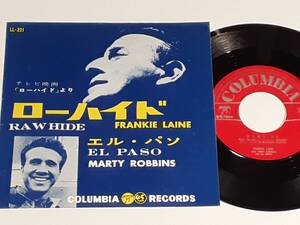 LL-221
テレビ映画
「ローハイド」より
ローハイド
RAWHIDE
FRANKIE LAINE
エル・パソ
EL PASO
MARTY ROBBINS
COLUMBIA RECORDS
COLUMBIA